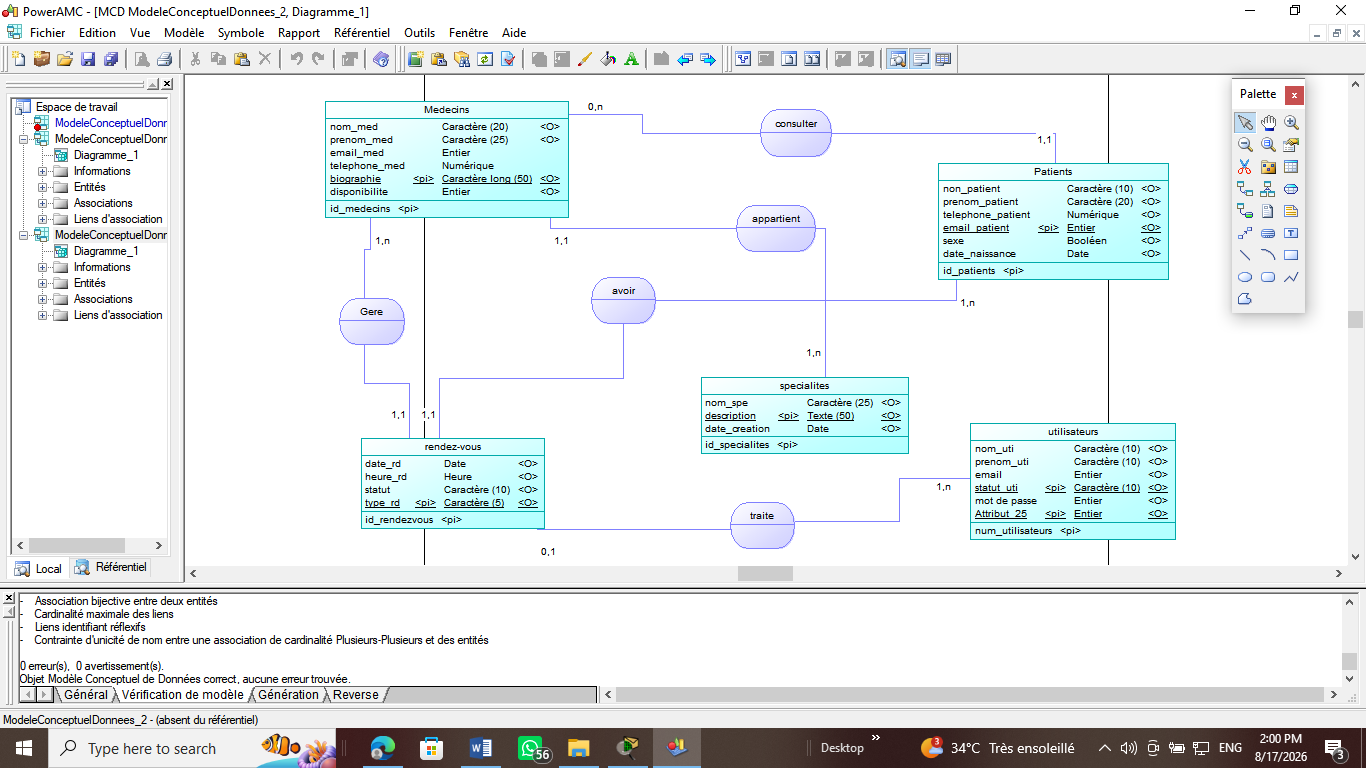 PowerAMC - [MCD ModeleConceptuelDonnees_2, Diagramme_1]
Fichier Edition Vue Modèle Symbole Rapport Référentiel Outils Fenêtre Aide
Espace de travail
ModeleConceptuelDonr
ModeleConceptuelDonr
Diagramme_1
Informations
Entités
Associations
Liens d'association
ModeleConceptuelDonr
Diagramme_1
Informations
Entités
Associations
Liens d'association
Local Référentiel
Medecins
nom_med Caractère (20) <O>
prenom_med Caractère (25) <O>
email_med Entier
telephone_med Numérique
biographie <pi> Caractère long (50) <O>
disponibilite Entier <O>
id_medecins <pi>
0,n
consulter
1,1
Palette x
Patients
non_patient Caractère (10) <O>
prenom_patient Caractère (20) <O>
telephone_patient Numérique <O>
email_patient <pi> Entier <O>
sexe Booléen <O>
date_naissance Date <O>
id_patients <pi>
1,n
1,1
appartient
Gere
avoir
1,n
1,n
1,1
1,1
specialites
nom_spe Caractère (25) <O>
description <pi> Texte (50) <O>
date_creation Date <O>
id_specialites <pi>
rendez-vous
date_rd Date <O>
heure_rd Heure <O>
statut Caractère (10) <O>
type_rd <pi> Caractère (5) <O>
id_rendezvous <pi>
utilisateurs
nom_uti Caractère (10) <O>
prenom_uti Caractère (10) <O>
email Entier <O>
statut_uti <pi> Caractère (10) <O>
mot de passe Entier <O>
Attribut_25 <pi> Entier <O>
num_utilisateurs <pi>
1,n
traite
0,1
- Association bijective entre deux entités
- Cardinalité maximale des liens
- Liens identifiant réflexifs
- Contrainte d'unicité de nom entre une association de cardinalité Plusieurs-Plusieurs et des entités
0 erreur(s), 0 avertissement(s).
Objet Modèle Conceptuel de Données correct, aucune erreur trouvée.
Général Vérification de modèle Génération Reverse
ModeleConceptuelDonnees_2 - (absent du référentiel)
Type here to search
56
Desktop
3
34°C Très ensoleillé
ENG
2:00 PM
8/17/2026
3